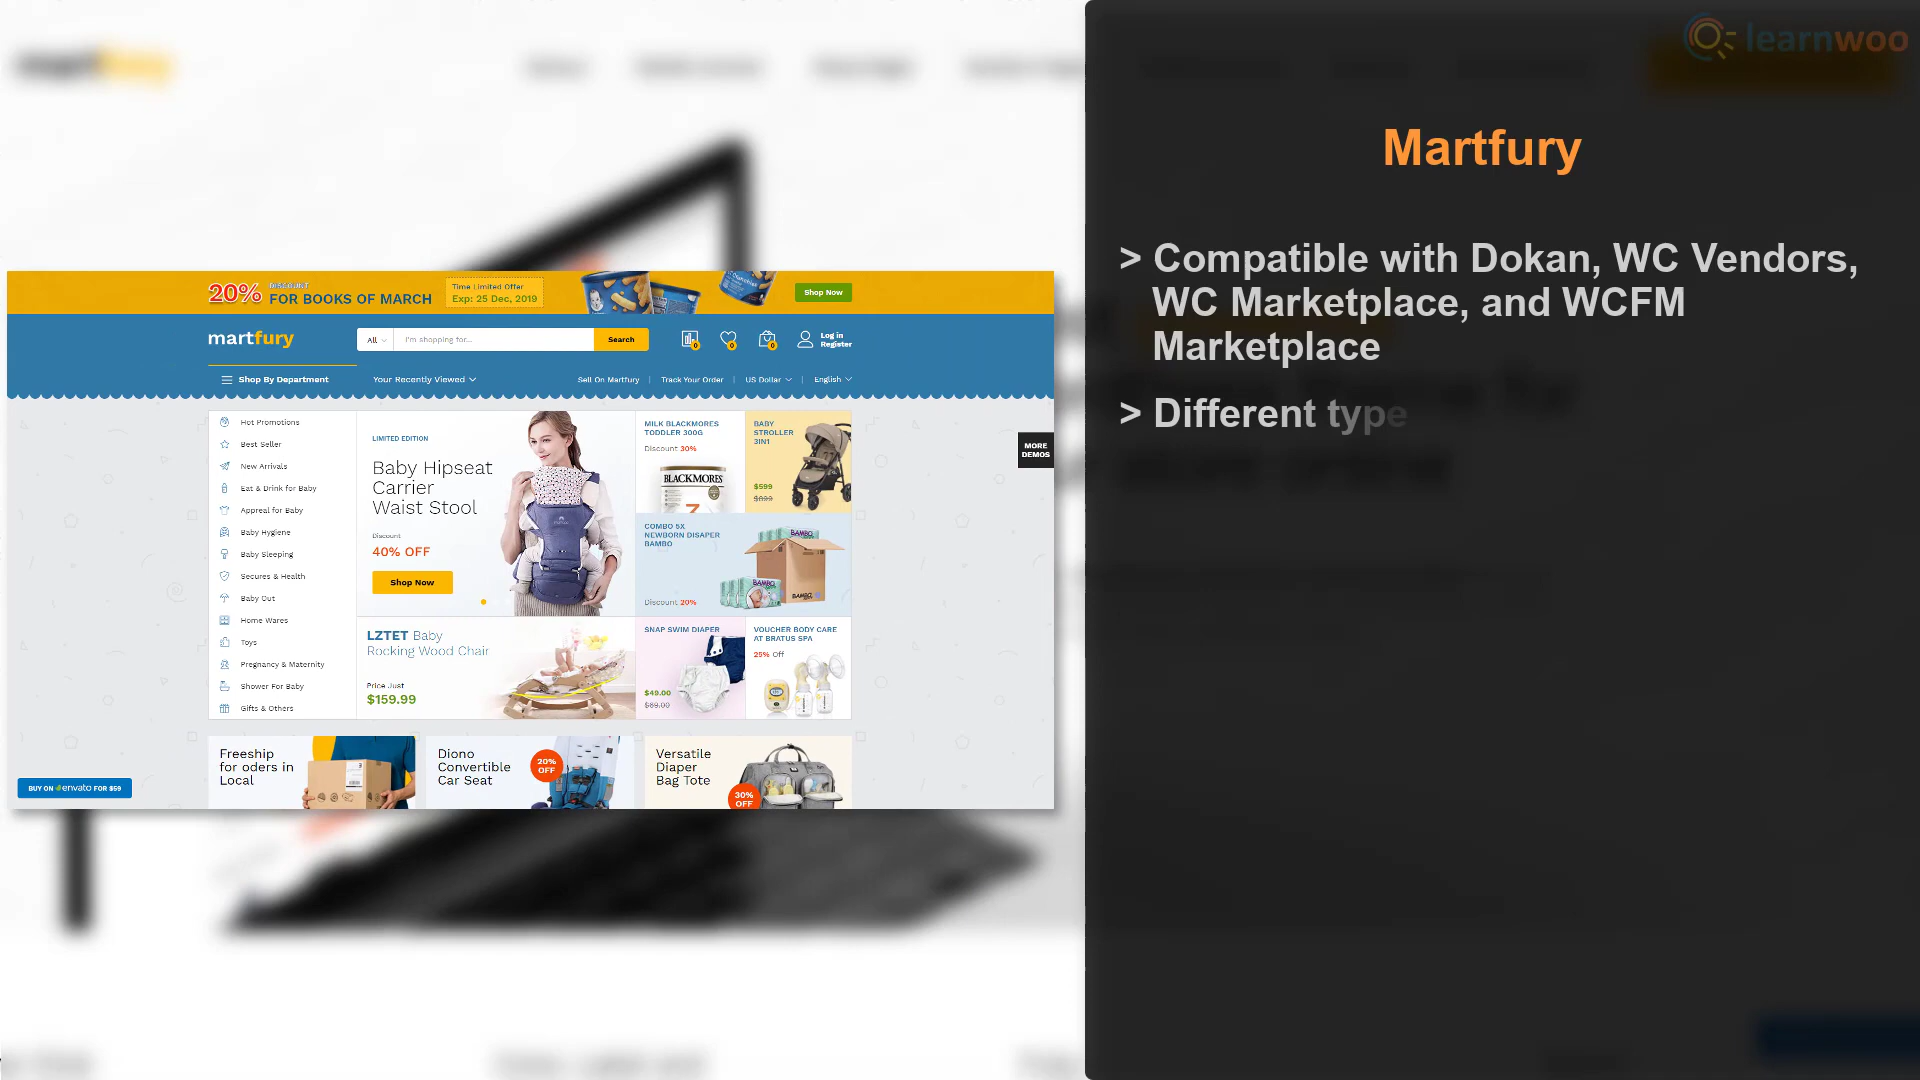 learnwoo
Martfury
> Compatible with Dokan, WC Vendors,
WC Marketplace, and WCFM
Marketplace
> Different type
20% DISCOUNT
FOR BOOKS OF MARCH
Time Limited Offer
Exp: 25 Dec, 2019
Shop Now
martfury
All
I'm shopping for...
Search
0
0
0
Log in
Register
Shop By Department
Your Recently Viewed
Sell On Martfury
Track Your Order
US Dollar
English
Hot Promotions
Best Seller
New Arrivals
Eat & Drink for Baby
Appreal for Baby
Baby Hygiene
Baby Sleeping
Secures & Health
Baby Out
Home Wares
Toys
Pregnancy & Maternity
Shower For Baby
Gifts & Others
LIMITED EDITION
Baby Hipseat
Carrier
Waist Stool
Discount
40% OFF
Shop Now
MILK BLACKMORES
TODDLER 300G
Discount 30%
BLACKMORES
BABY
STROLLER
3IN1
$599
$899
COMBO 5X
NEWBORN DISAPER
BAMBO
Discount 20%
BAMBO
BAMBO
BAMBO
LZTET Baby
Rocking Wood Chair
Price Just
$159.99
SNAP SWIM DIAPER
$49.00
$69.00
VOUCHER BODY CARE
AT BRATUS SPA
25% Off
MORE
DEMOS
Freeship
for oders in
Local
Diono
Convertible
Car Seat
20%
OFF
Versatile
Diaper
Bag Tote
30%
OFF
BUY ON envato FOR $59